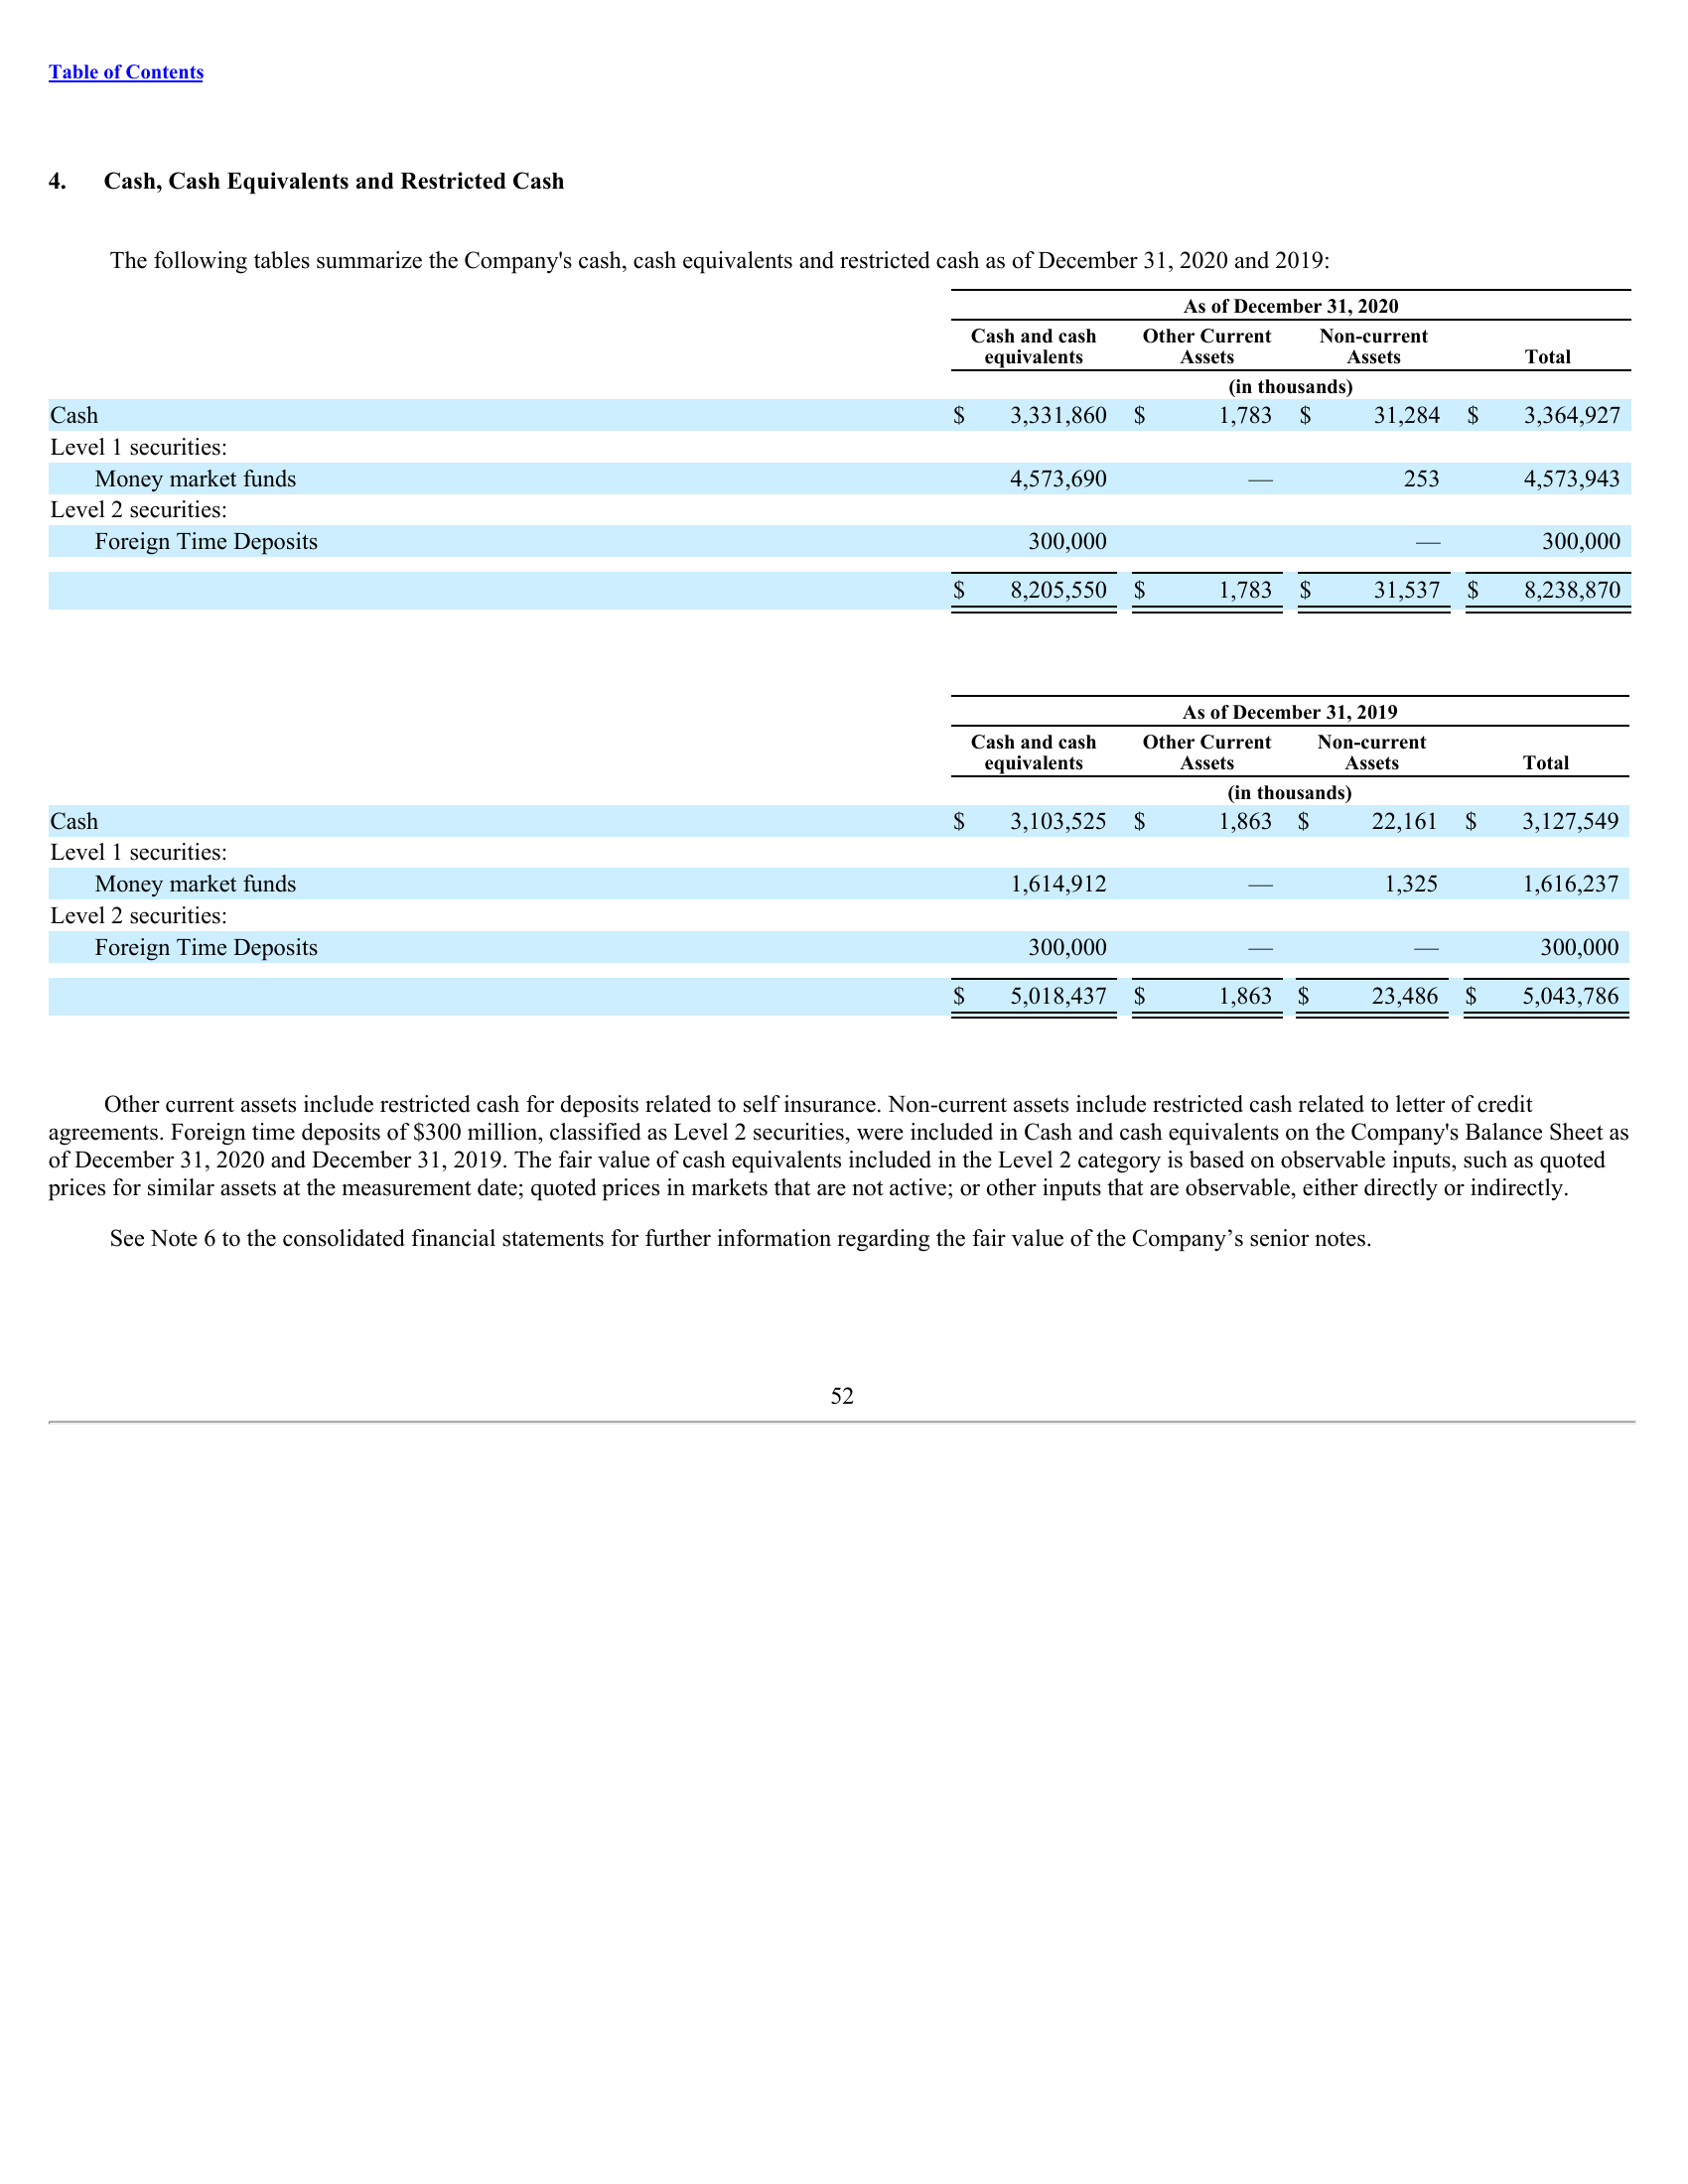 Table of Contents
4. Cash, Cash Equivalents and Restricted Cash
The following tables summarize the Company's cash, cash equivalents and restricted cash as of December 31, 2020 and 2019:
As of December 31, 2020
Cash and cash equivalents Other Current Assets Non-current Assets Total
(in thousands)
Cash $ 3,331,860 $ 1,783 $ 31,284 $ 3,364,927
Level 1 securities:
Money market funds 4,573,690 — 253 4,573,943
Level 2 securities:
Foreign Time Deposits 300,000 — 300,000
$ 8,205,550 $ 1,783 $ 31,537 $ 8,238,870
As of December 31, 2019
Cash and cash equivalents Other Current Assets Non-current Assets Total
(in thousands)
Cash $ 3,103,525 $ 1,863 $ 22,161 $ 3,127,549
Level 1 securities:
Money market funds 1,614,912 — 1,325 1,616,237
Level 2 securities:
Foreign Time Deposits 300,000 — — 300,000
$ 5,018,437 $ 1,863 $ 23,486 $ 5,043,786
Other current assets include restricted cash for deposits related to self insurance. Non-current assets include restricted cash related to letter of credit
agreements. Foreign time deposits of $300 million, classified as Level 2 securities, were included in Cash and cash equivalents on the Company's Balance Sheet as
of December 31, 2020 and December 31, 2019. The fair value of cash equivalents included in the Level 2 category is based on observable inputs, such as quoted
prices for similar assets at the measurement date; quoted prices in markets that are not active; or other inputs that are observable, either directly or indirectly.
See Note 6 to the consolidated financial statements for further information regarding the fair value of the Company’s senior notes.
52